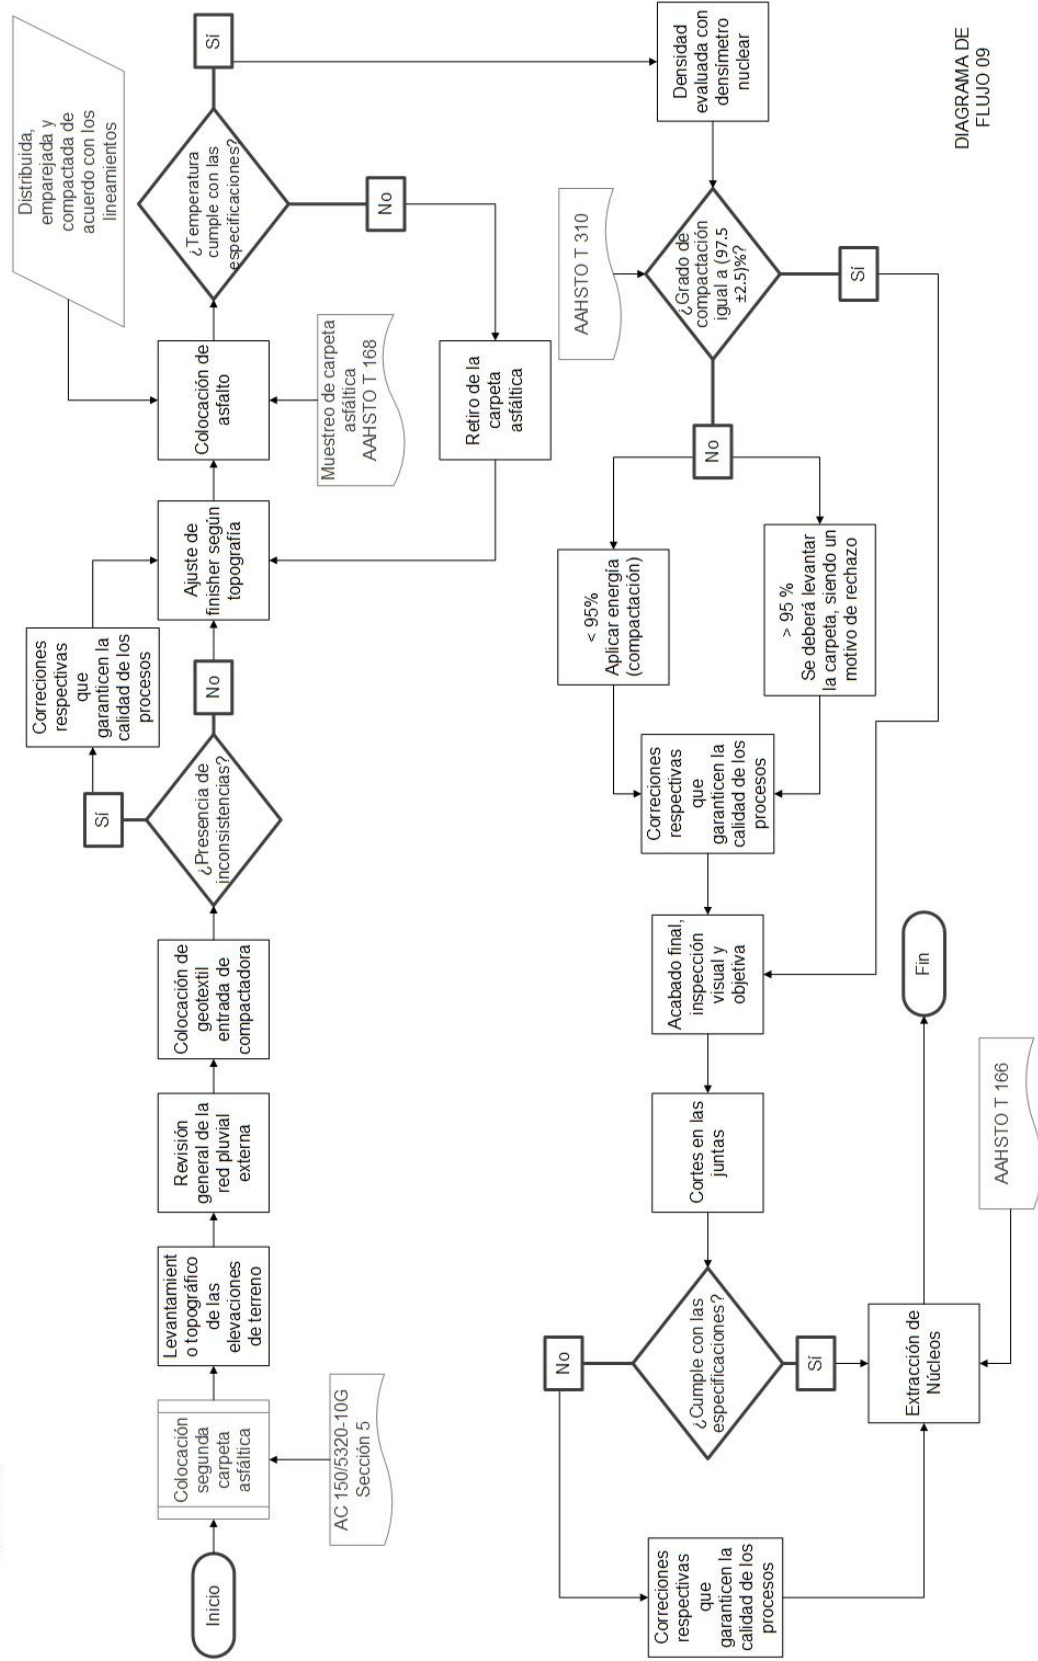 Inicio
Colocación
segunda
carpeta
asfáltica
AC 150/5320-10G
Sección 5
Levantamient
o topográfico
de las
elevaciones
de terreno
Revisión
general de la
red pluvial
externa
Colocación de
geotextil
entrada de
compactadora
¿Presencia de
inconsistencias?
Sí
Correciones
respectivas
que
garanticen la
calidad de los
procesos
No
Ajuste de
finisher según
topografía
Colocación de
asfalto
Distribuida,
emparejada y
compactada de
acuerdo con los
lineamientos
Muestreo de carpeta
asfáltica
AAHSTO T 168
¿Temperatura
cumple con las
especificaciones?
Sí
No
Retiro de la
carpeta
asfáltica
Densidad
evaluada con
densímetro
nuclear
AAHSTO T 310
¿Grado de
compactación
igual a (97.5
±2.5)%?
Sí
No
< 95%
Aplicar energía
(compactación)
> 95 %
Se deberá levantar
la carpeta, siendo un
motivo de rechazo
Correciones
respectivas
que
garanticen la
calidad de los
procesos
Acabado final,
inspección
visual y
objetiva
Cortes en las
juntas
¿Cumple con las
especificaciones?
No
Sí
Correciones
respectivas
que
garanticen la
calidad de los
procesos
Extracción de
Núcleos
AAHSTO T 166
Fin
DIAGRAMA DE
FLUJO 09